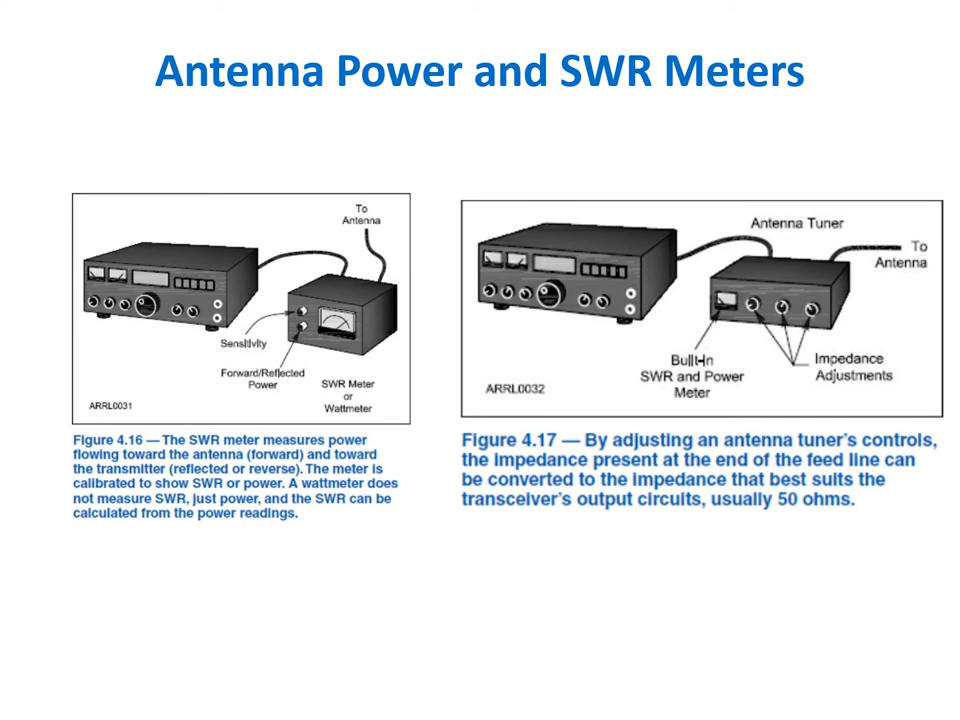 Antenna Power and SWR Meters
To
Antenna
Sensitivity
Forward/Reflected
Power
SWR Meter
or
Wattmeter
ARRL0031
Figure 4.16 — The SWR meter measures power
flowing toward the antenna (forward) and toward
the transmitter (reflected or reverse). The meter is
calibrated to show SWR or power. A wattmeter does
not measure SWR, just power, and the SWR can be
calculated from the power readings.
Antenna Tuner
To
Antenna
Built-In
SWR and Power
Meter
Impedance
Adjustments
ARRL0032
Figure 4.17 — By adjusting an antenna tuner's controls,
the impedance present at the end of the feed line can
be converted to the impedance that best suits the
transceiver's output circuits, usually 50 ohms.